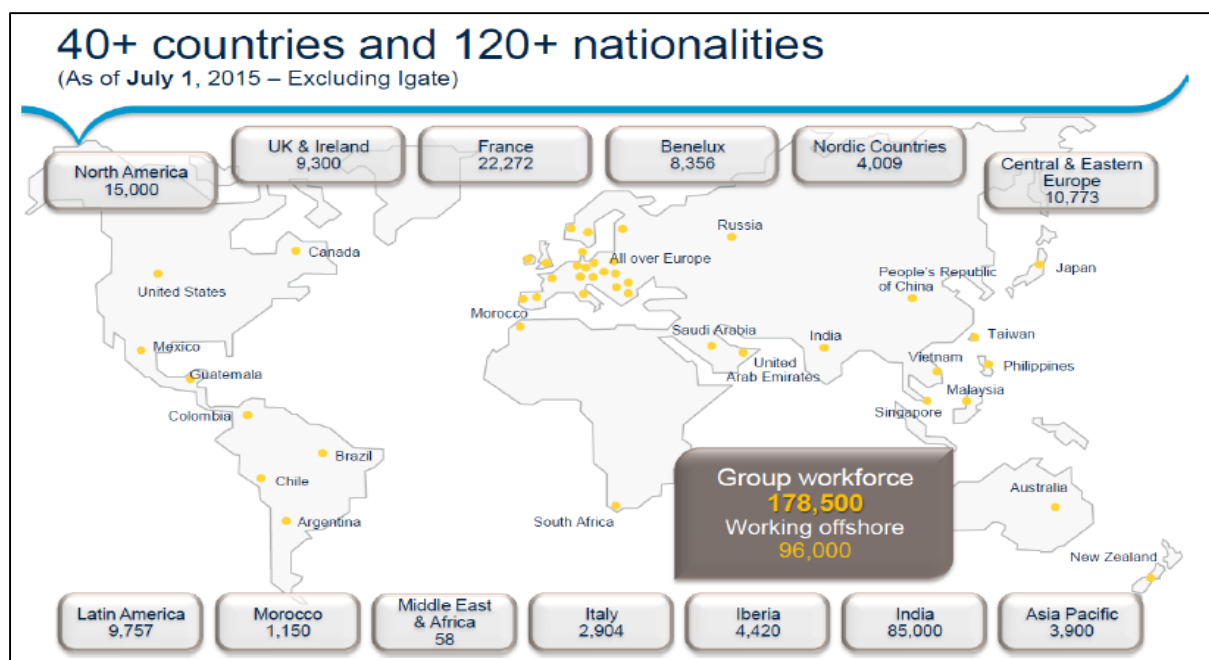 40+ countries and 120+ nationalities
(As of July 1, 2015 – Excluding Igate)
North America
15,000
UK & Ireland
9,300
France
22,272
Benelux
8,356
Nordic Countries
4,009
Central & Eastern
Europe
10,773
Canada
United States
Mexico
Guatemala
Colombia
Brazil
Chile
Argentina
All over Europe
Russia
Morocco
Saudi Arabia
United
Arab Emirates
India
People's Republic
of China
Japan
Taiwan
Vietnam
Philippines
Malaysia
Singapore
South Africa
Australia
New Zealand
Group workforce
178,500
Working offshore
96,000
Latin America
9,757
Morocco
1,150
Middle East
& Africa
58
Italy
2,904
Iberia
4,420
India
85,000
Asia Pacific
3,900